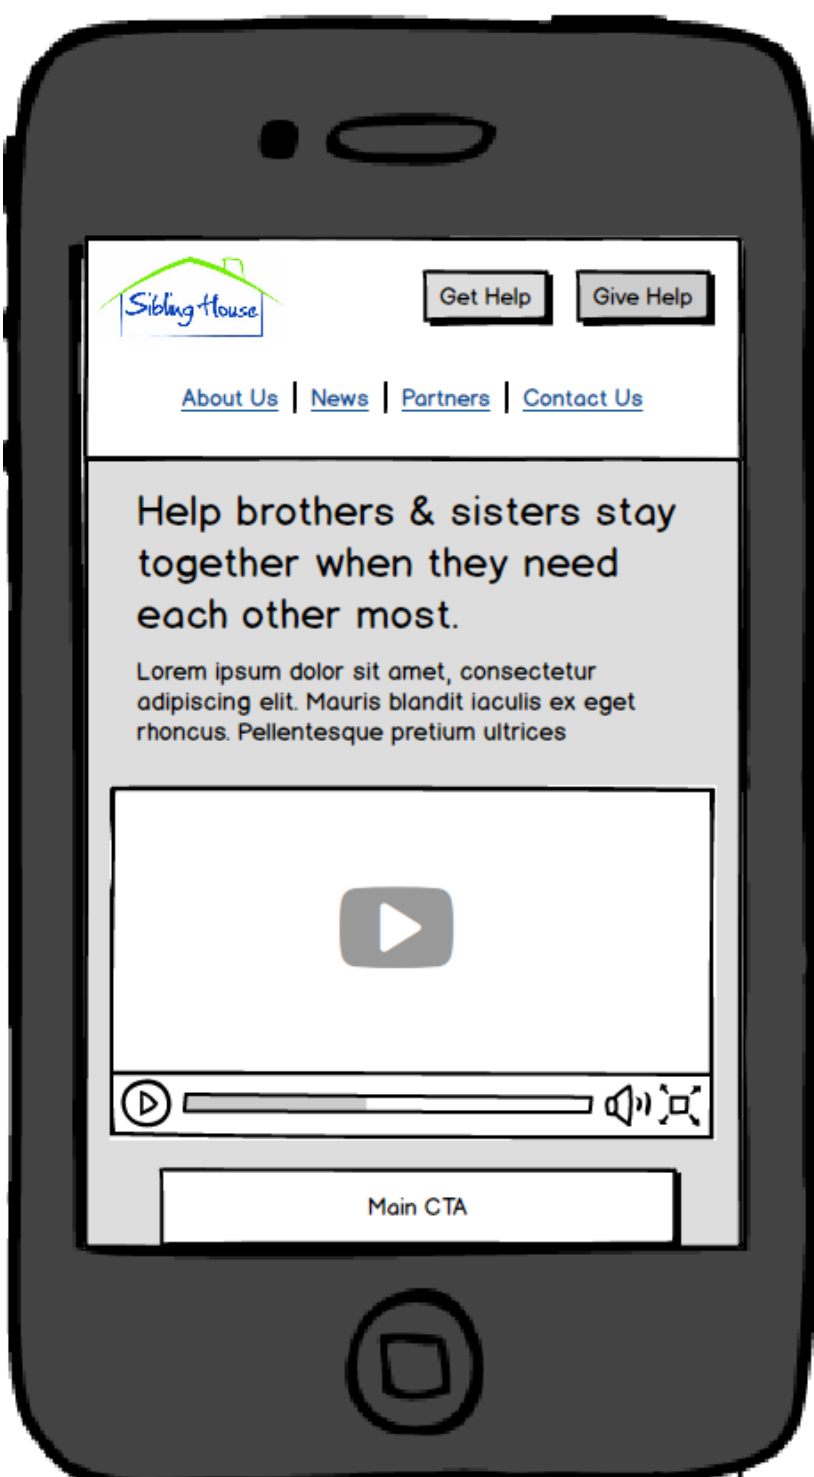 Sibling House
Get Help
Give Help
About Us | News | Partners | Contact Us
Help brothers & sisters stay
together when they need
each other most.
Lorem ipsum dolor sit amet, consectetur
adipiscing elit. Mauris blandit iaculis ex eget
rhoncus. Pellentesque pretium ultrices
Main CTA